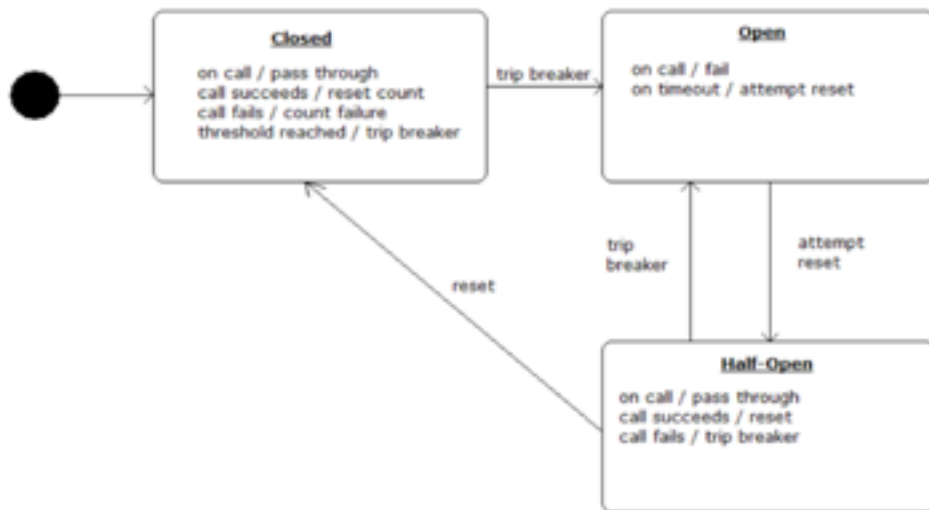 Closed
on call / pass through
call succeeds / reset count
call fails / count failure
threshold reached / trip breaker
trip breaker
Open
on call / fail
on timeout / attempt reset
trip
breaker
attempt
reset
reset
Half-Open
on call / pass through
call succeeds / reset
call fails / trip breaker